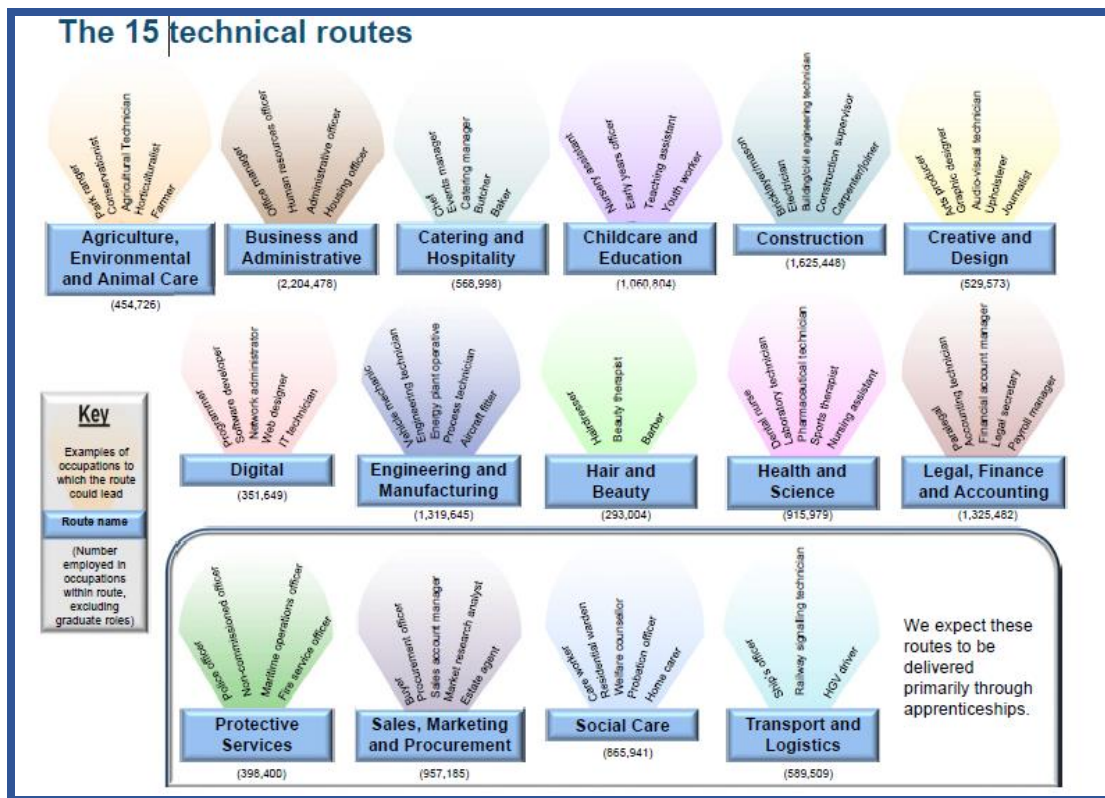 The 15 technical routes
Park ranger
Conservationist
Agricultural Technician
Horticulturalist
Farmer
Agriculture,
Environmental
and Animal Care
(454,726)
Office manager
Human resources officer
Administrative officer
Housing officer
Business and
Administrative
(2,204,478)
Chef
Events manager
Catering manager
Butcher
Baker
Catering and
Hospitality
(568,998)
Nursery assistant
Early years officer
Teaching assistant
Youth worker
Childcare and
Education
(1,060,804)
Bricklayer/mason
Electrician
Building/civil engineering technician
Construction supervisor
Carpenter/joiner
Construction
(1,625,448)
Arts producer
Graphic designer
Audio-visual technician
Upholsterer
Journalist
Creative and
Design
(529,573)
Key
Examples of
occupations to
which the route
could lead
Route name
(Number
employed in
occupations
within route,
excluding
graduate roles)
Programmer
Software developer
Network administrator
Web designer
IT technician
Digital
(351,649)
Vehicle mechanic
Engineering technician
Energy plant operative
Process technician
Aircraft fitter
Engineering and
Manufacturing
(1,319,645)
Hairdresser
Beauty therapist
Barber
Hair and
Beauty
(293,004)
Dental nurse
Laboratory technician
Pharmaceutical technician
Sports therapist
Nursing assistant
Health and
Science
(915,979)
Paralegal
Accounting technician
Financial account manager
Legal secretary
Payroll manager
Legal, Finance
and Accounting
(1,325,482)
Police officer
Non-commissioned officer
Maritime operations officer
Fire service officer
Protective
Services
(398,400)
Buyer
Procurement officer
Sales account manager
Market research analyst
Estate agent
Sales, Marketing
and Procurement
(957,185)
Care worker
Residential warden
Welfare counsellor
Probation officer
Home carer
Social Care
(865,941)
Ship's officer
Railway signalling technician
HGV driver
Transport and
Logistics
(589,509)
We expect these
routes to be
delivered
primarily through
apprenticeships.